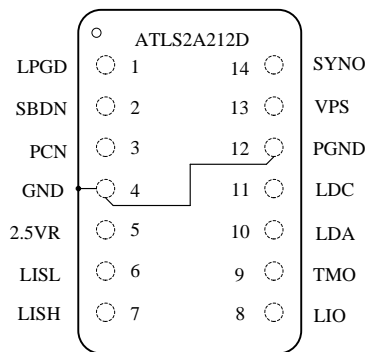 ATLS2A212D
LPGD 1 14 SYNO
SBDN 2 13 VPS
PCN 3 12 PGND
GND 4 11 LDC
2.5VR 5 10 LDA
LISL 6 9 TMO
LISH 7 8 LIO